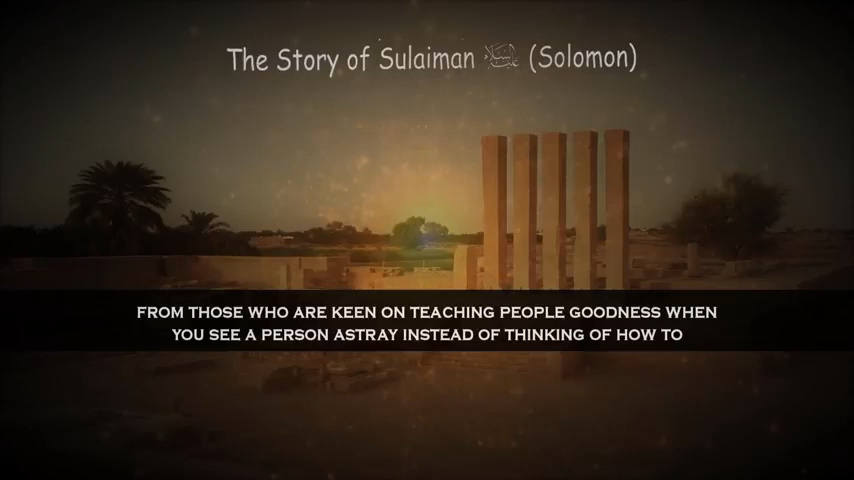 The Story of Sulaiman عليه السلام (Solomon)
FROM THOSE WHO ARE KEEN ON TEACHING PEOPLE GOODNESS WHEN
YOU SEE A PERSON ASTRAY INSTEAD OF THINKING OF HOW TO